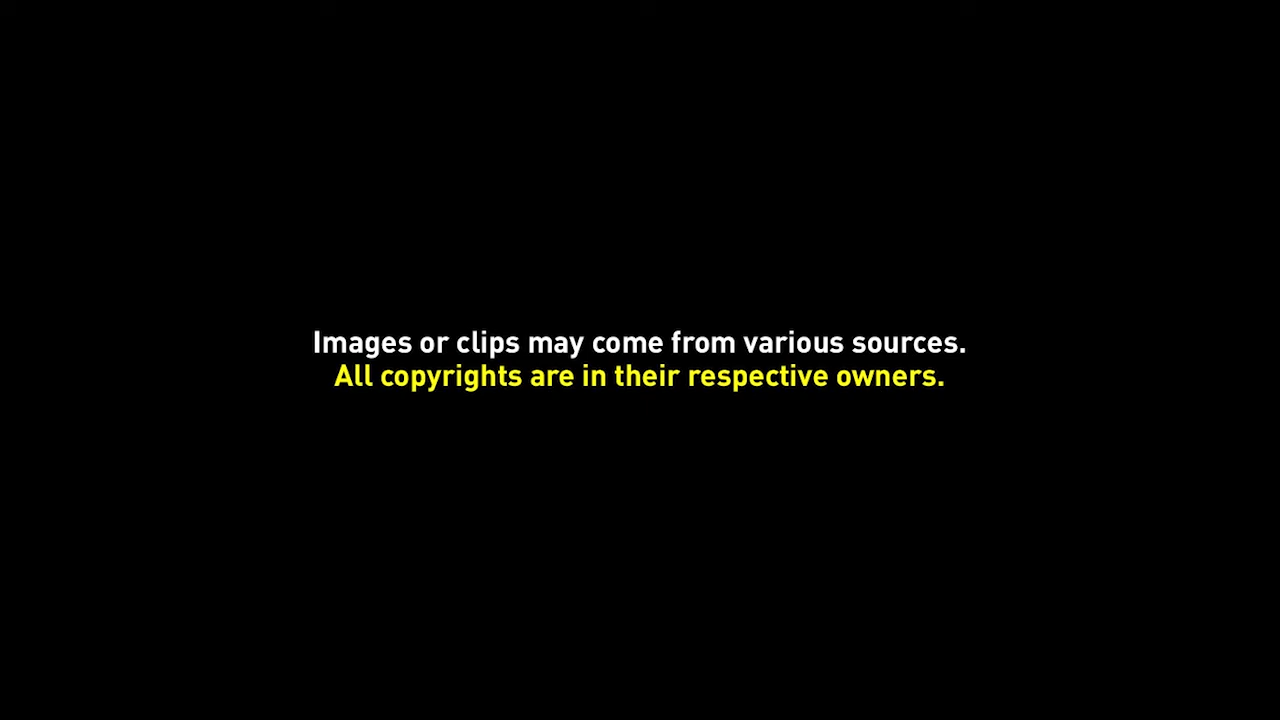 Images or clips may come from various sources.
All copyrights are in their respective owners.